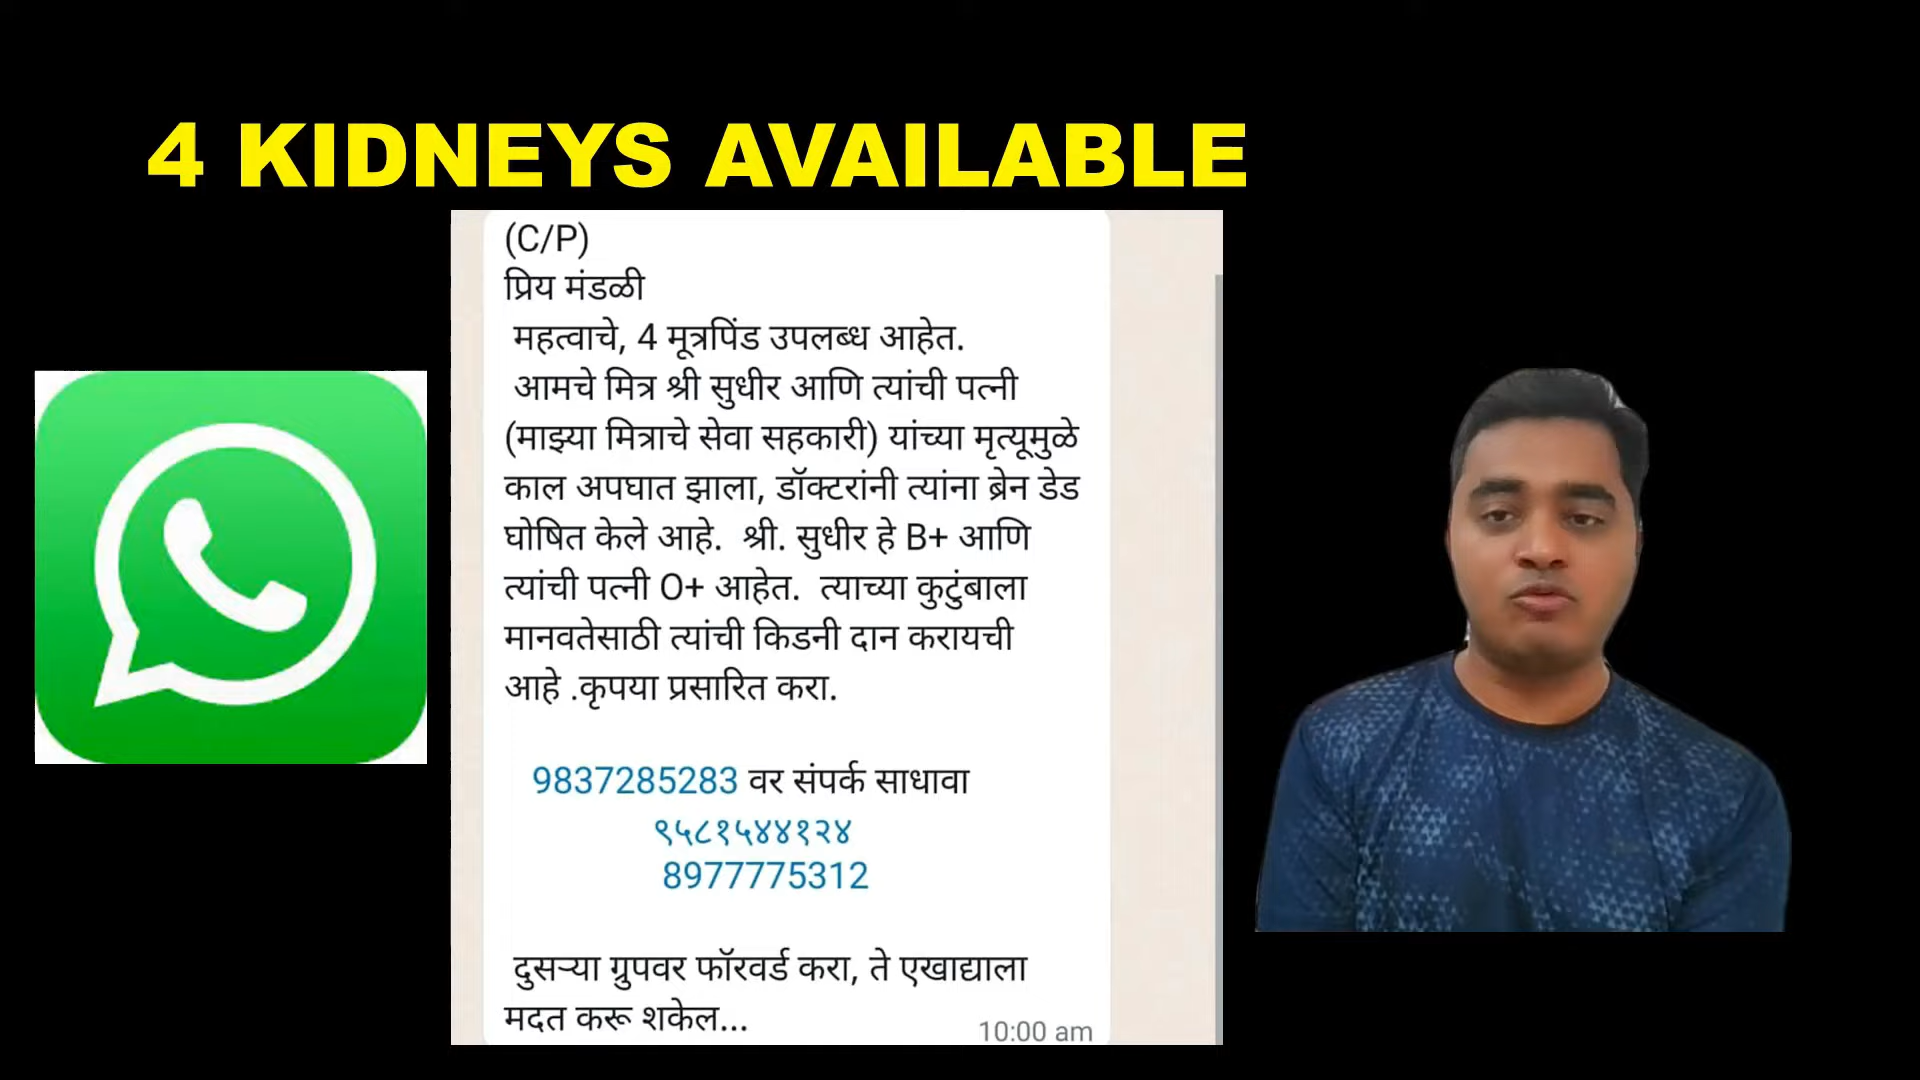 4 KIDNEYS AVAILABLE
(C/P)
प्रिय मंडळी
महत्वाचे, 4 मूत्रपिंड उपलब्ध आहेत.
आमचे मित्र श्री सुधीर आणि त्यांची पत्नी
(माझ्या मित्राचे सेवा सहकारी) यांच्या मृत्यूमुळे
काल अपघात झाला, डॉक्टरांनी त्यांना ब्रेन डेड
घोषित केले आहे. श्री. सुधीर हे B+ आणि
त्यांची पत्नी O+ आहेत. त्याच्या कुटुंबाला
मानवतेसाठी त्यांची किडनी दान करायची
आहे .कृपया प्रसारित करा.
9837285283 वर संपर्क साधावा
९५८१५४४१२४
8977775312
दुसऱ्या ग्रुपवर फॉरवर्ड करा, ते एखाद्याला
मदत करू शकेल...
10:00 am